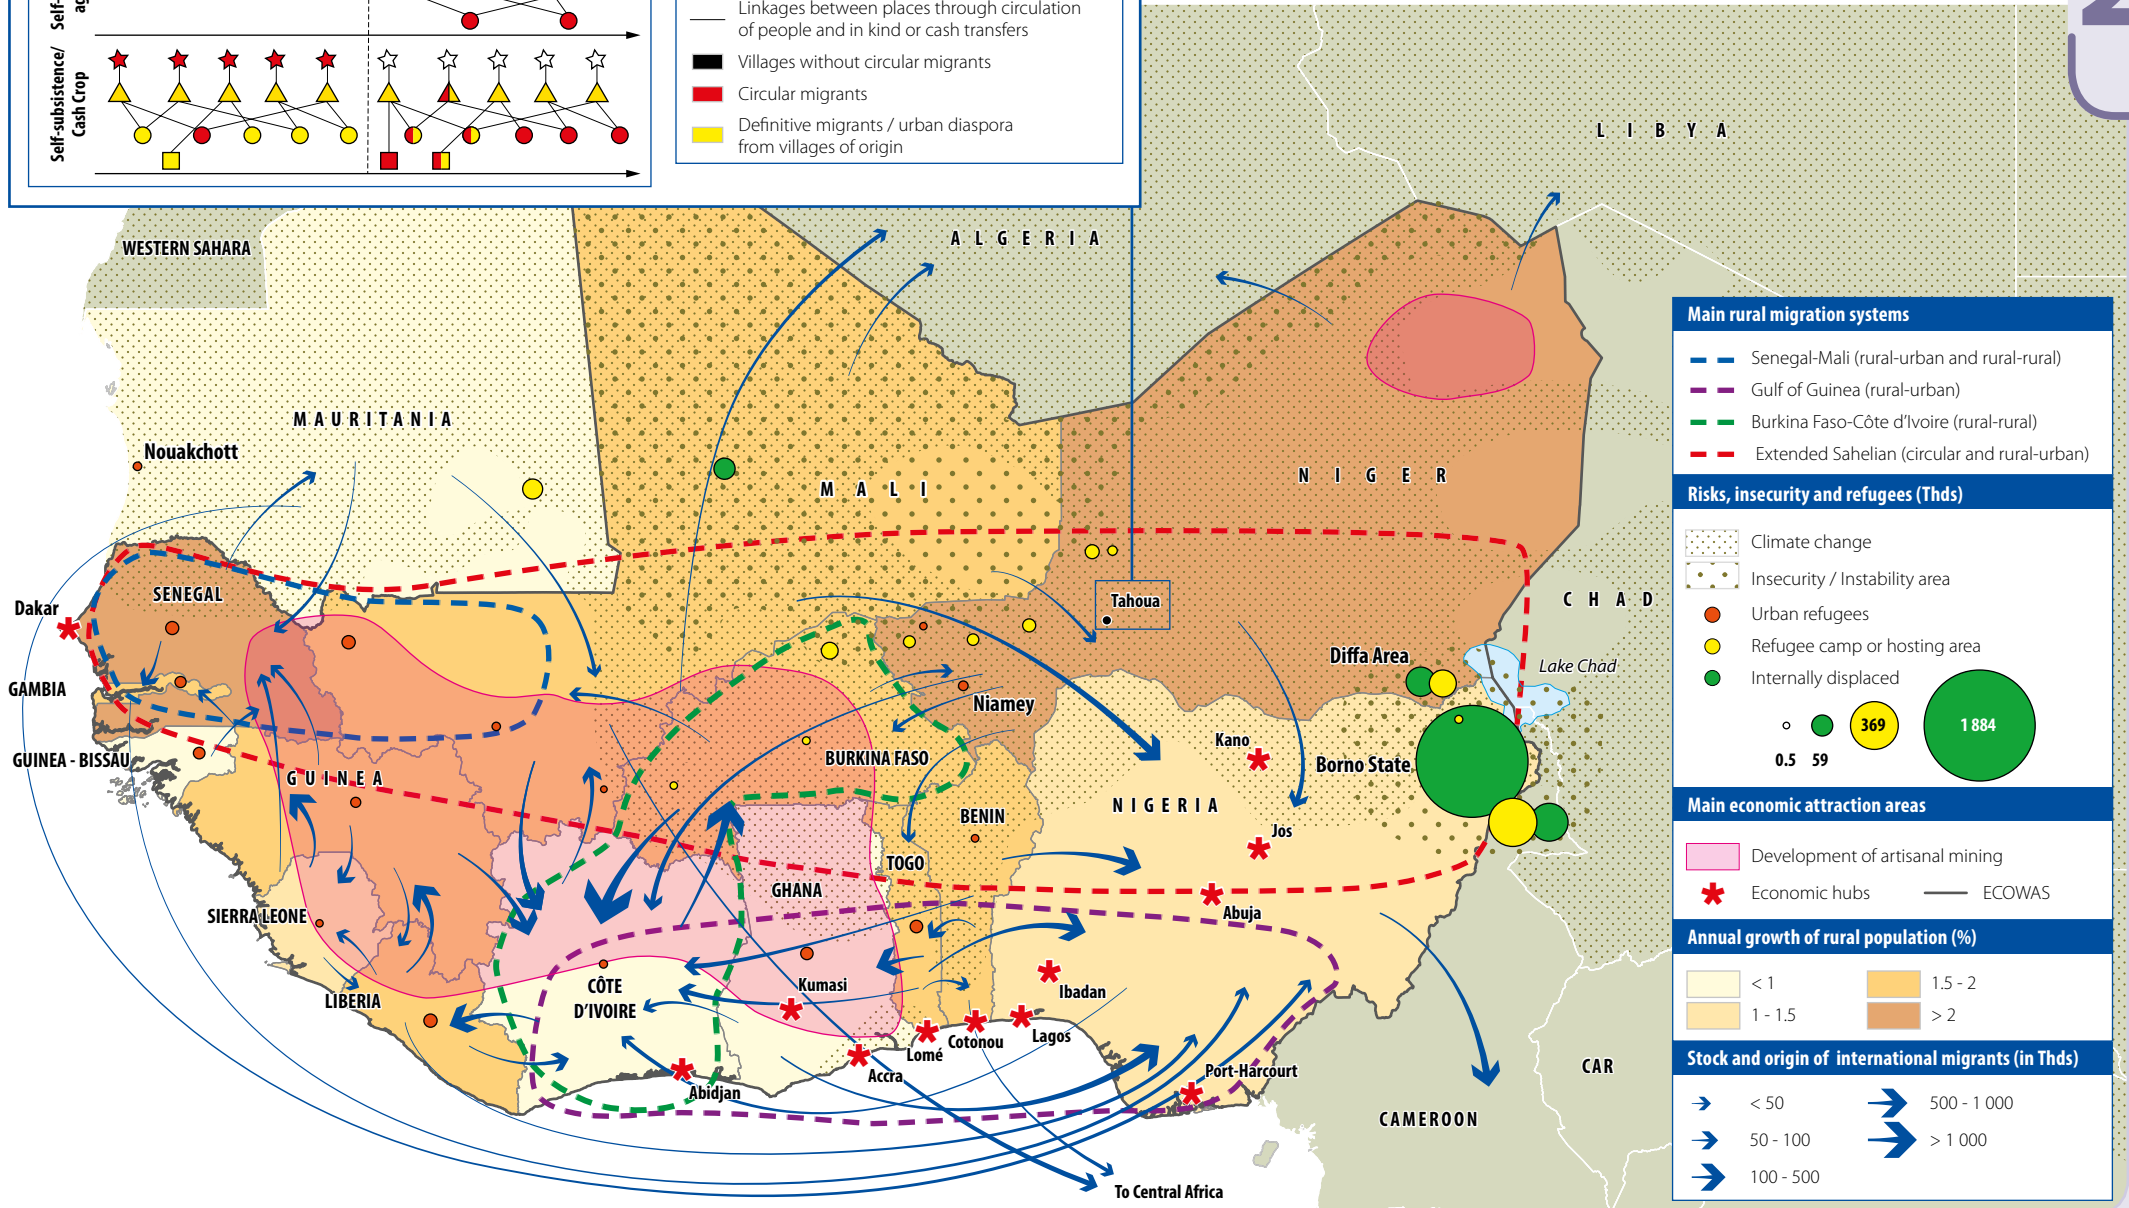 Self-
ag
Self-subsistence/
Cash Crop
Linkages between places through circulation
of people and in kind or cash transfers
Villages without circular migrants
Circular migrants
Definitive migrants / urban diaspora
from villages of origin
2
LIBYA
ALGERIA
WESTERN SAHARA
MAURITANIA
Nouakchott
MALI
NIGER
CHAD
SENEGAL
Dakar
Tahoua
GAMBIA
Diffa Area
Lake Chad
Niamey
GUINEA - BISSAU
GUINEA
BURKINA FASO
Kano
Borno State
NIGERIA
BENIN
Jos
TOGO
GHANA
SIERRA LEONE
Abuja
LIBERIA
CÔTE
D'IVOIRE
Kumasi
Ibadan
Lomé
Cotonou
Lagos
Accra
Abidjan
Port-Harcourt
CAR
CAMEROON
To Central Africa
Main rural migration systems
Senegal-Mali (rural-urban and rural-rural)
Gulf of Guinea (rural-urban)
Burkina Faso-Côte d'Ivoire (rural-rural)
Extended Sahelian (circular and rural-urban)
Risks, insecurity and refugees (Thds)
Climate change
Insecurity / Instability area
Urban refugees
Refugee camp or hosting area
Internally displaced
369
1 884
0.5 59
Main economic attraction areas
Development of artisanal mining
Economic hubs
ECOWAS
Annual growth of rural population (%)
< 1
1.5 - 2
1 - 1.5
> 2
Stock and origin of international migrants (in Thds)
< 50
500 - 1 000
50 - 100
> 1 000
100 - 500